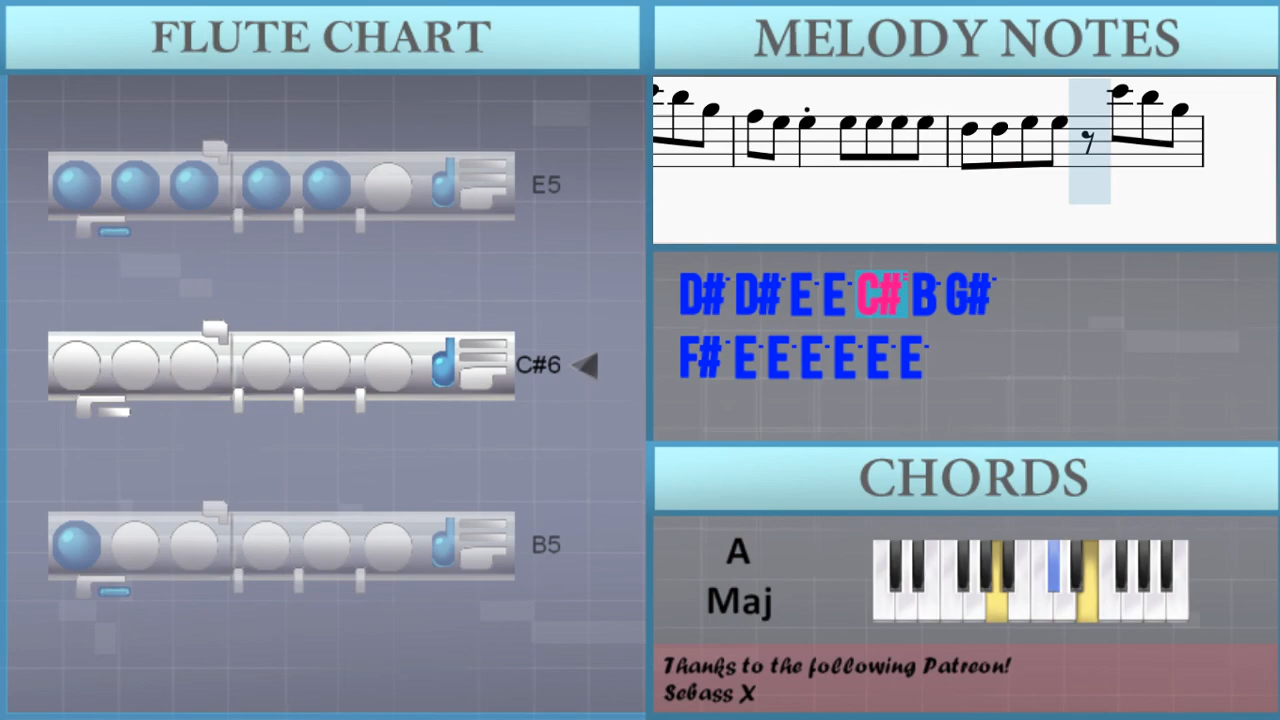 FLUTE CHART
E5
C#6
B5
MELODY NOTES
D#' D#' E' E' C#'' B' G#'
F#' E' E' E' E' E' E'
CHORDS
A
Maj
Thanks to the following Patreon!
Sebass X